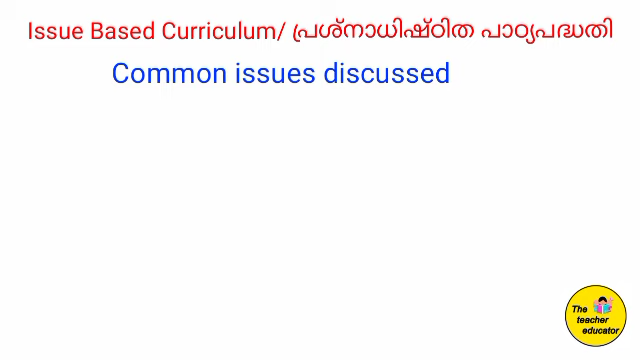 Issue Based Curriculum/ പ്രശ്നാധിഷ്ഠിത പാഠ്യപദ്ധതി
Common issues discussed
The
teacher
educator